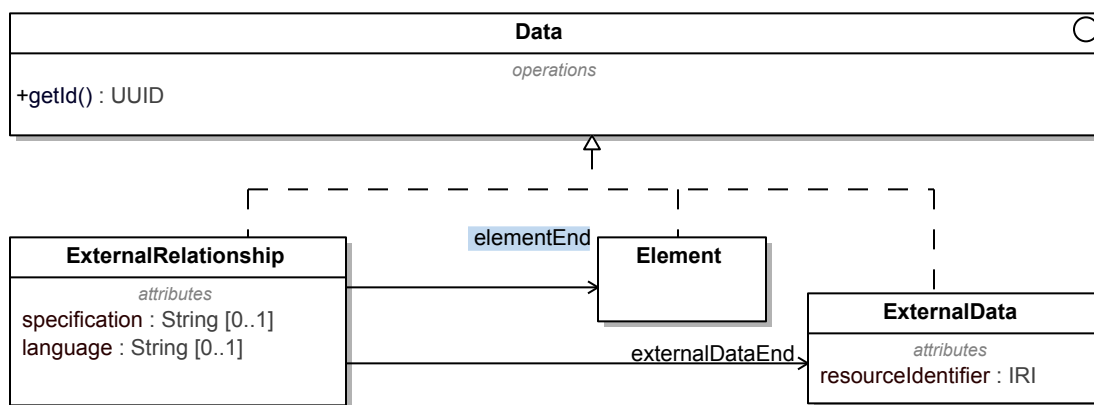 Data
operations
+getId() : UUID
elementEnd
ExternalRelationship
attributes
specification : String [0..1]
language : String [0..1]
Element
externalDataEnd
ExternalData
attributes
resourceIdentifier : IRI